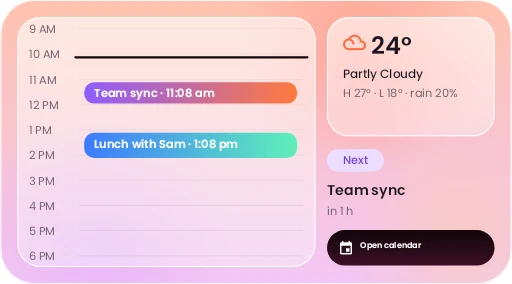 9 AM
10 AM
11 AM
Team sync · 11:08 am
12 PM
1 PM
Lunch with Sam · 1:08 pm
2 PM
3 PM
4 PM
5 PM
6 PM
24°
Partly Cloudy
H 27° · L 18° · rain 20%
Next
Team sync
in 1 h
Open calendar